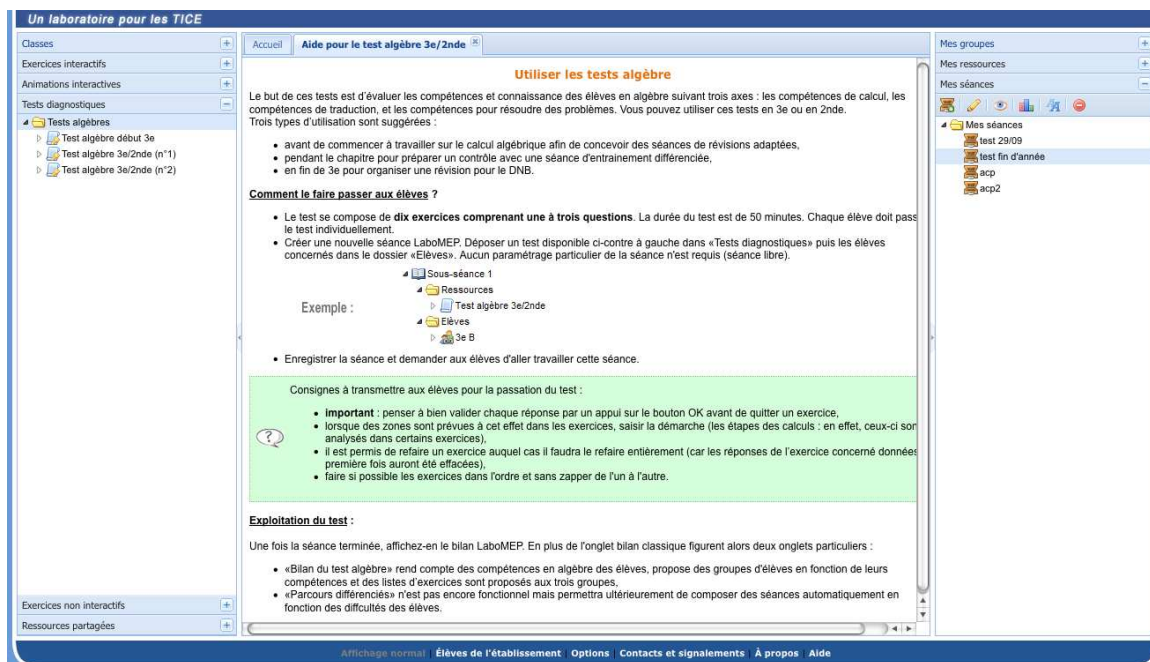 Un laboratoire pour les TICE
Classes
Exercices interactifs
Animations interactives
Tests diagnostiques
Tests algèbres
Test algèbre début 3e
Test algèbre 3e/2nde (n°1)
Test algèbre 3e/2nde (n°2)
Exercices non interactifs
Ressources partagées
Accueil
Aide pour le test algèbre 3e/2nde
Utiliser les tests algèbre
Le but de ces tests est d'évaluer les compétences et connaissance des élèves en algèbre suivant trois axes : les compétences de calcul, les
compétences de traduction, et les compétences pour résoudre des problèmes. Vous pouvez utiliser ces tests en 3e ou en 2nde.
Trois types d'utilisation sont suggérées :
• avant de commencer à travailler sur le calcul algébrique afin de concevoir des séances de révisions adaptées,
• pendant le chapitre pour préparer un contrôle avec une séance d'entrainement différenciée,
• en fin de 3e pour organiser une révision pour le DNB.
Comment le faire passer aux élèves ?
• Le test se compose de dix exercices comprenant une à trois questions. La durée du test est de 50 minutes. Chaque élève doit pass
le test individuellement.
• Créer une nouvelle séance LaboMEP. Déposer un test disponible ci-contre à gauche dans «Tests diagnostiques» puis les élèves
concernés dans le dossier «Elèves». Aucun paramétrage particulier de la séance n'est requis (séance libre).
Exemple :
Sous-séance 1
Ressources
Test algèbre 3e/2nde
Elèves
3e B
• Enregistrer la séance et demander aux élèves d'aller travailler cette séance.
Consignes à transmettre aux élèves pour la passation du test :
• important : penser à bien valider chaque réponse par un appui sur le bouton OK avant de quitter un exercice,
• lorsque des zones sont prévues à cet effet dans les exercices, saisir la démarche (les étapes des calculs : en effet, ceux-ci son
analysés dans certains exercices),
• il est permis de refaire un exercice auquel cas il faudra le refaire entièrement (car les réponses de l'exercice concerné données
première fois auront été effacées),
• faire si possible les exercices dans l'ordre et sans zapper de l'un à l'autre.
Exploitation du test :
Une fois la séance terminée, affichez-en le bilan LaboMEP. En plus de l'onglet bilan classique figurent alors deux onglets particuliers :
• «Bilan du test algèbre» rend compte des compétences en algèbre des élèves, propose des groupes d'élèves en fonction de leurs
compétences et des listes d'exercices sont proposés aux trois groupes,
• «Parcours différenciés» n'est pas encore fonctionnel mais permettra ultérieurement de composer des séances automatiquement en
fonction des diffcultés des élèves.
Mes groupes
Mes ressources
Mes séances
Mes séances
test 29/09
test fin d'année
acp
acp2
Affichage normal | Élèves de l'établissement | Options | Contacts et signalements | À propos | Aide